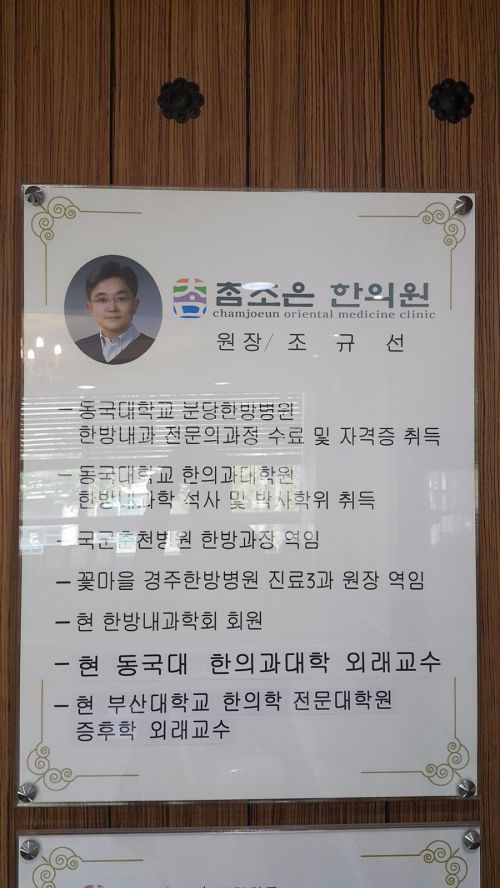 참조은 한의원
chamjoeun oriental medicine clinic
원장/ 조 규 선
- 동국대학교 분당한방병원
한방내과 전문의과정 수료 및 자격증 취득
- 동국대학교 한의과대학원
한방내과학 석사 및 박사학위 취득
국군춘천병원 한방과장 역임
- 꽃마을 경주한방병원 진료3과 원장 역임
- 현 한방내과학회 회원
- 현 동국대 한의과대학 외래교수
- 현 부산대학교 한의학 전문대학원
증후학 외래교수